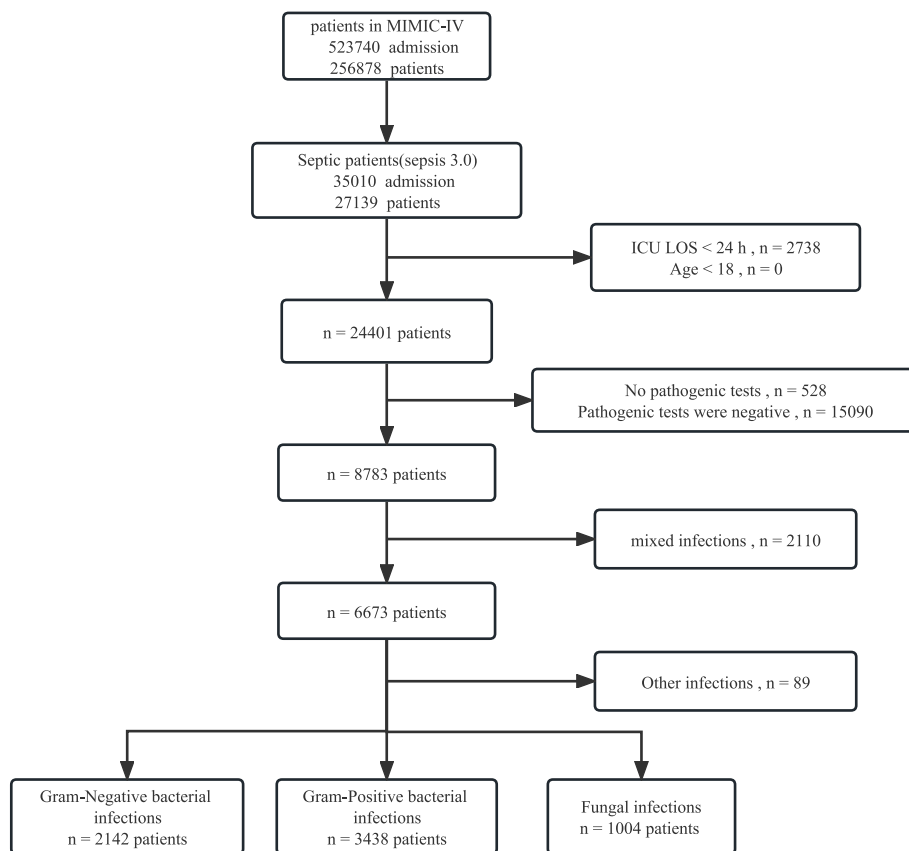 patients in MIMIC-IV
523740 admission
256878 patients
Septic patients(sepsis 3.0)
35010 admission
27139 patients
ICU LOS < 24 h , n = 2738
Age < 18 , n = 0
n = 24401 patients
No pathogenic tests , n = 528
Pathogenic tests were negative , n = 15090
n = 8783 patients
mixed infections , n = 2110
n = 6673 patients
Other infections , n = 89
Gram-Negative bacterial
infections
n = 2142 patients
Gram-Positive bacterial
infections
n = 3438 patients
Fungal infections
n = 1004 patients